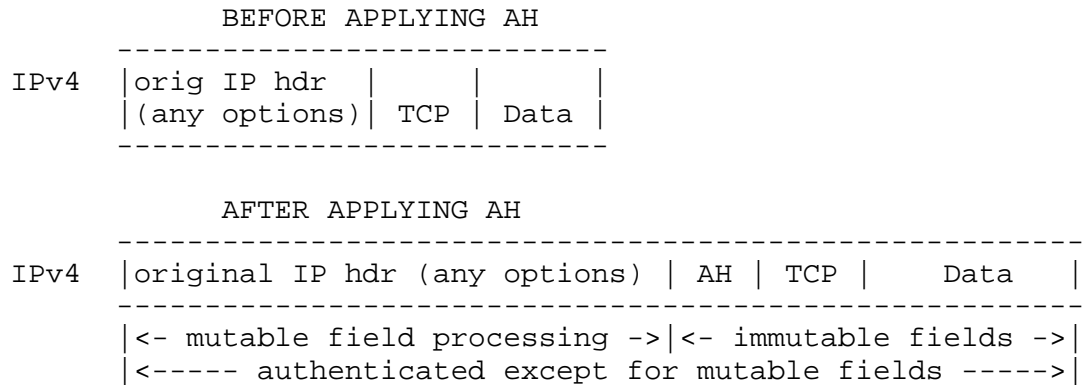 BEFORE APPLYING AH
----------------------------
IPv4 |orig IP hdr | | |
|(any options)| TCP | Data |
----------------------------
AFTER APPLYING AH
-------------------------------------------------------
IPv4 |original IP hdr (any options) | AH | TCP | Data |
-------------------------------------------------------
|<- mutable field processing ->|<- immutable fields ->|
|<----- authenticated except for mutable fields ----->|